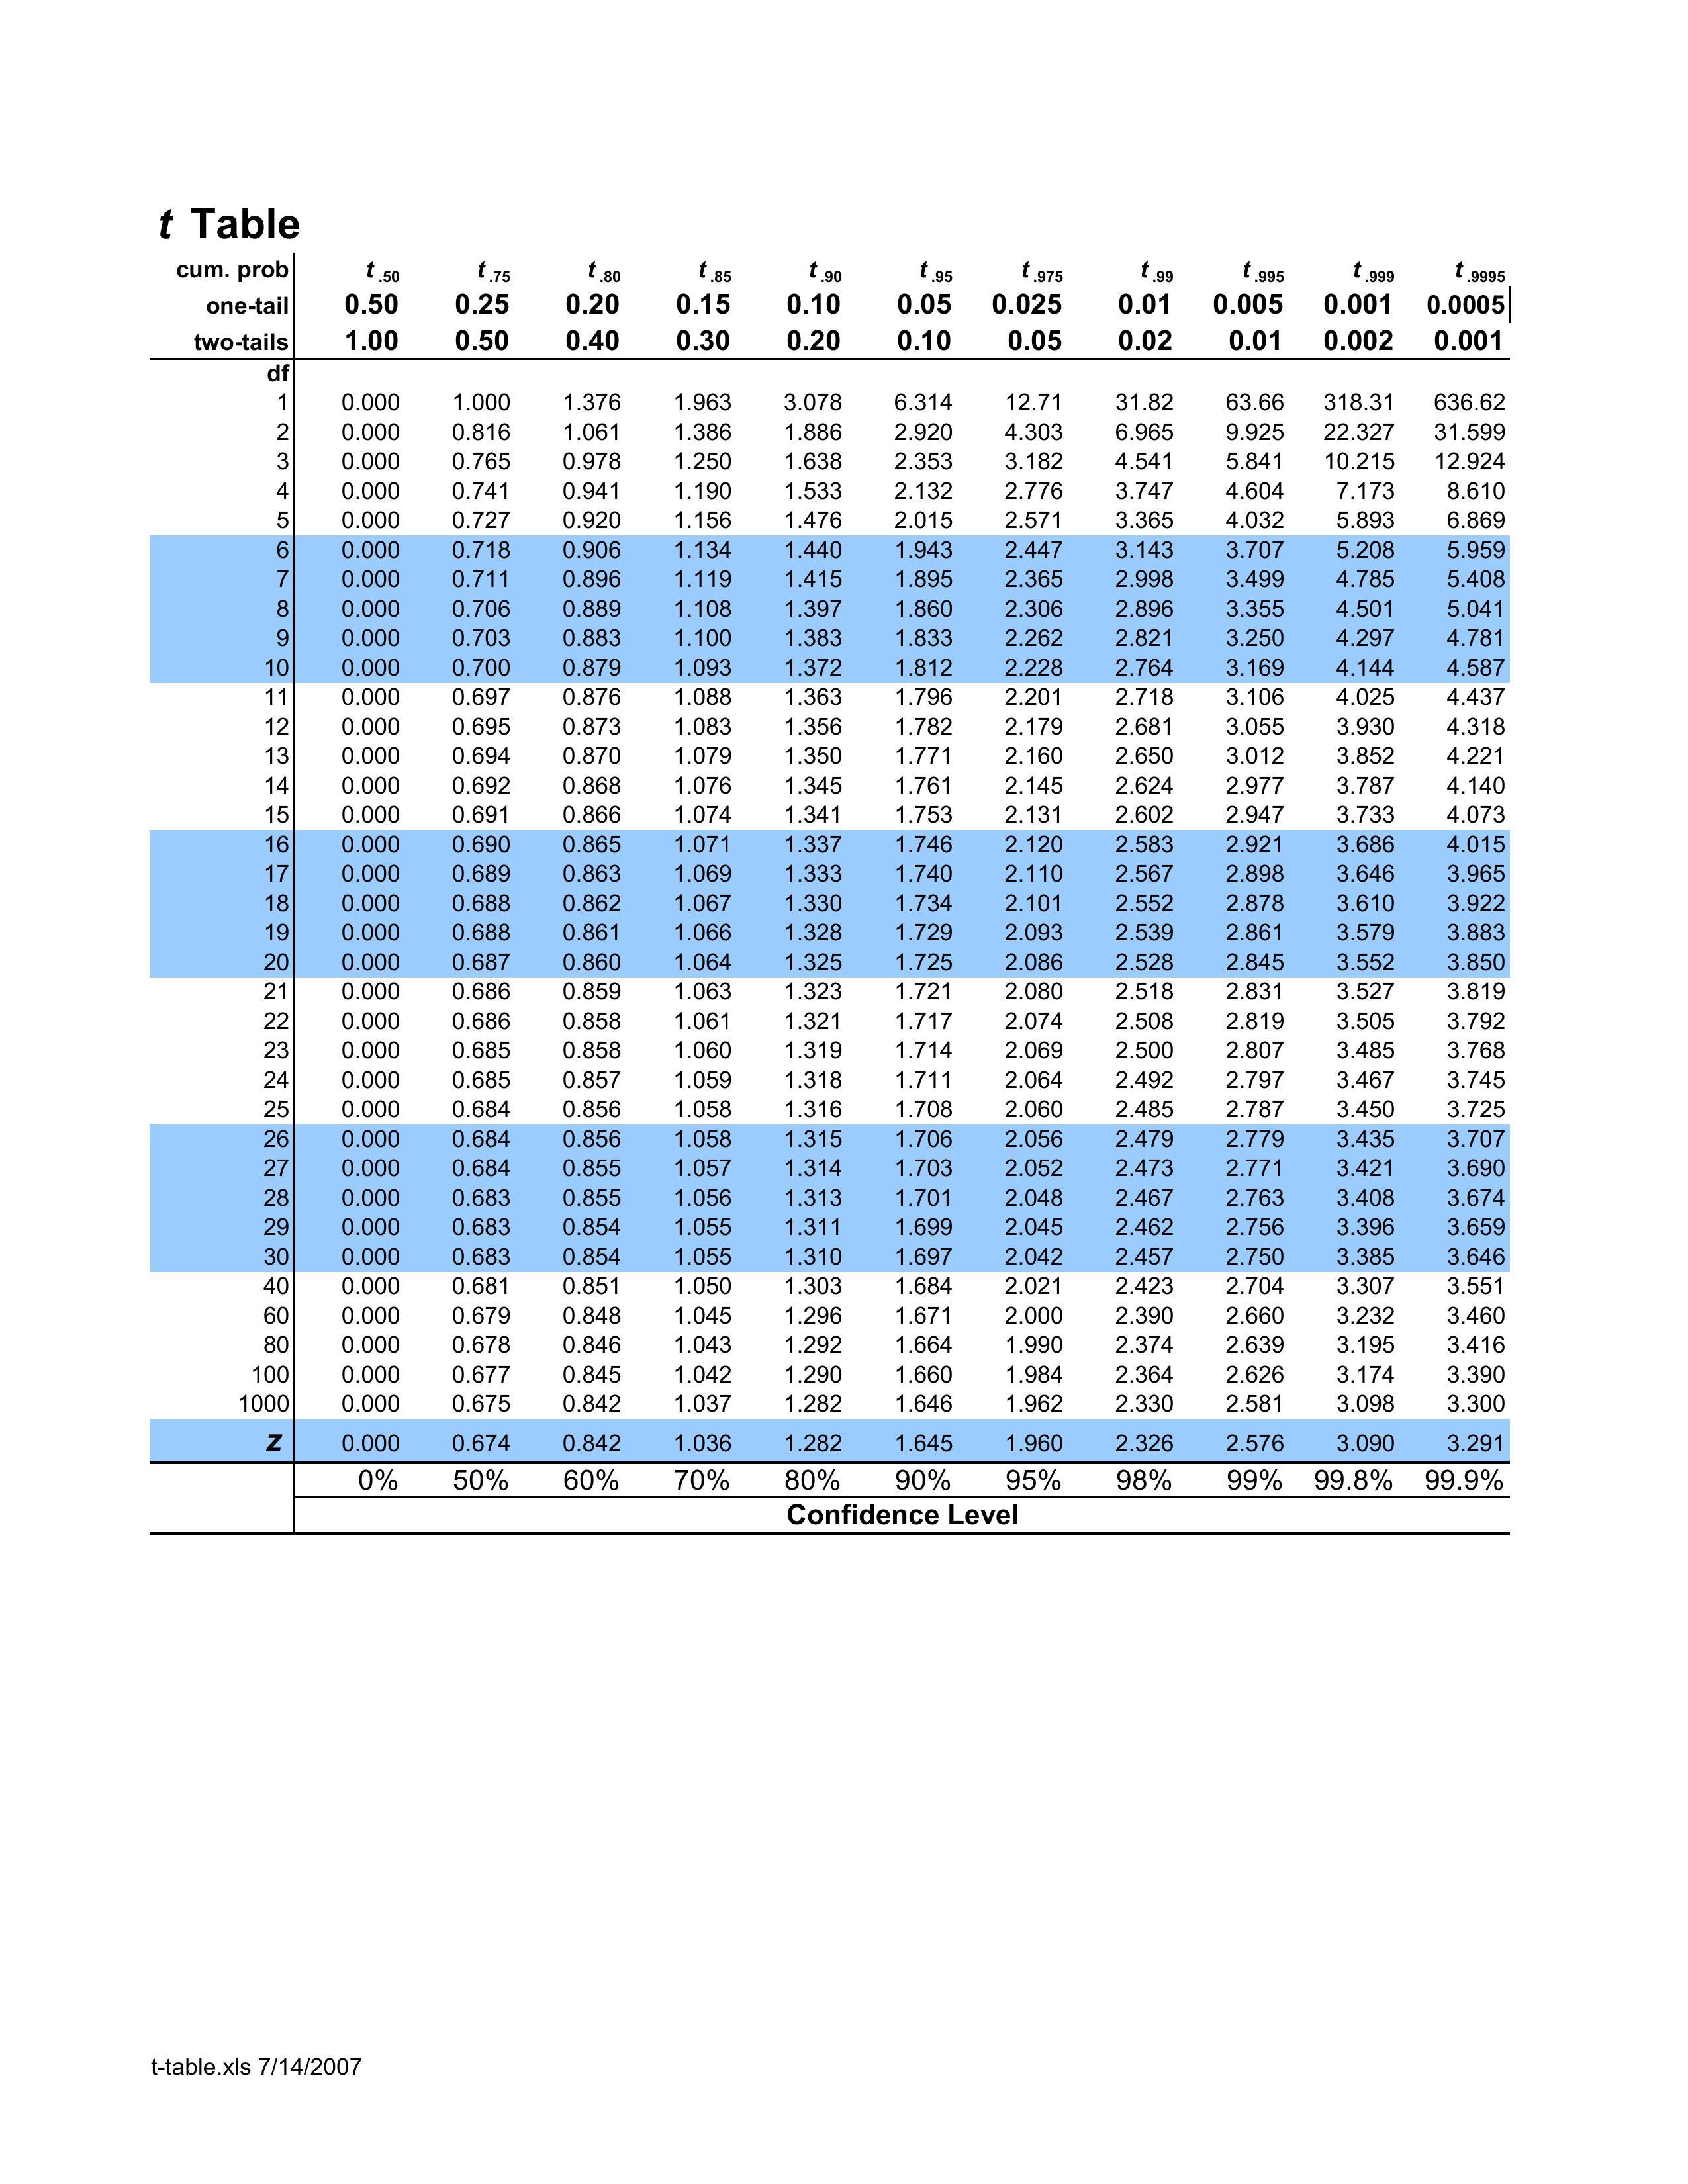 t Table
cum. prob t .50 t .75 t .80 t .85 t .90 t .95 t .975 t .99 t .995 t .999 t .9995
one-tail 0.50 0.25 0.20 0.15 0.10 0.05 0.025 0.01 0.005 0.001 0.0005
two-tails 1.00 0.50 0.40 0.30 0.20 0.10 0.05 0.02 0.01 0.002 0.001
df
1 0.000 1.000 1.376 1.963 3.078 6.314 12.71 31.82 63.66 318.31 636.62
2 0.000 0.816 1.061 1.386 1.886 2.920 4.303 6.965 9.925 22.327 31.599
3 0.000 0.765 0.978 1.250 1.638 2.353 3.182 4.541 5.841 10.215 12.924
4 0.000 0.741 0.941 1.190 1.533 2.132 2.776 3.747 4.604 7.173 8.610
5 0.000 0.727 0.920 1.156 1.476 2.015 2.571 3.365 4.032 5.893 6.869
6 0.000 0.718 0.906 1.134 1.440 1.943 2.447 3.143 3.707 5.208 5.959
7 0.000 0.711 0.896 1.119 1.415 1.895 2.365 2.998 3.499 4.785 5.408
8 0.000 0.706 0.889 1.108 1.397 1.860 2.306 2.896 3.355 4.501 5.041
9 0.000 0.703 0.883 1.100 1.383 1.833 2.262 2.821 3.250 4.297 4.781
10 0.000 0.700 0.879 1.093 1.372 1.812 2.228 2.764 3.169 4.144 4.587
11 0.000 0.697 0.876 1.088 1.363 1.796 2.201 2.718 3.106 4.025 4.437
12 0.000 0.695 0.873 1.083 1.356 1.782 2.179 2.681 3.055 3.930 4.318
13 0.000 0.694 0.870 1.079 1.350 1.771 2.160 2.650 3.012 3.852 4.221
14 0.000 0.692 0.868 1.076 1.345 1.761 2.145 2.624 2.977 3.787 4.140
15 0.000 0.691 0.866 1.074 1.341 1.753 2.131 2.602 2.947 3.733 4.073
16 0.000 0.690 0.865 1.071 1.337 1.746 2.120 2.583 2.921 3.686 4.015
17 0.000 0.689 0.863 1.069 1.333 1.740 2.110 2.567 2.898 3.646 3.965
18 0.000 0.688 0.862 1.067 1.330 1.734 2.101 2.552 2.878 3.610 3.922
19 0.000 0.688 0.861 1.066 1.328 1.729 2.093 2.539 2.861 3.579 3.883
20 0.000 0.687 0.860 1.064 1.325 1.725 2.086 2.528 2.845 3.552 3.850
21 0.000 0.686 0.859 1.063 1.323 1.721 2.080 2.518 2.831 3.527 3.819
22 0.000 0.686 0.858 1.061 1.321 1.717 2.074 2.508 2.819 3.505 3.792
23 0.000 0.685 0.858 1.060 1.319 1.714 2.069 2.500 2.807 3.485 3.768
24 0.000 0.685 0.857 1.059 1.318 1.711 2.064 2.492 2.797 3.467 3.745
25 0.000 0.684 0.856 1.058 1.316 1.708 2.060 2.485 2.787 3.450 3.725
26 0.000 0.684 0.856 1.058 1.315 1.706 2.056 2.479 2.779 3.435 3.707
27 0.000 0.684 0.855 1.057 1.314 1.703 2.052 2.473 2.771 3.421 3.690
28 0.000 0.683 0.855 1.056 1.313 1.701 2.048 2.467 2.763 3.408 3.674
29 0.000 0.683 0.854 1.055 1.311 1.699 2.045 2.462 2.756 3.396 3.659
30 0.000 0.683 0.854 1.055 1.310 1.697 2.042 2.457 2.750 3.385 3.646
40 0.000 0.681 0.851 1.050 1.303 1.684 2.021 2.423 2.704 3.307 3.551
60 0.000 0.679 0.848 1.045 1.296 1.671 2.000 2.390 2.660 3.232 3.460
80 0.000 0.678 0.846 1.043 1.292 1.664 1.990 2.374 2.639 3.195 3.416
100 0.000 0.677 0.845 1.042 1.290 1.660 1.984 2.364 2.626 3.174 3.390
1000 0.000 0.675 0.842 1.037 1.282 1.646 1.962 2.330 2.581 3.098 3.300
z 0.000 0.674 0.842 1.036 1.282 1.645 1.960 2.326 2.576 3.090 3.291
0% 50% 60% 70% 80% 90% 95% 98% 99% 99.8% 99.9%
Confidence Level
t-table.xls 7/14/2007